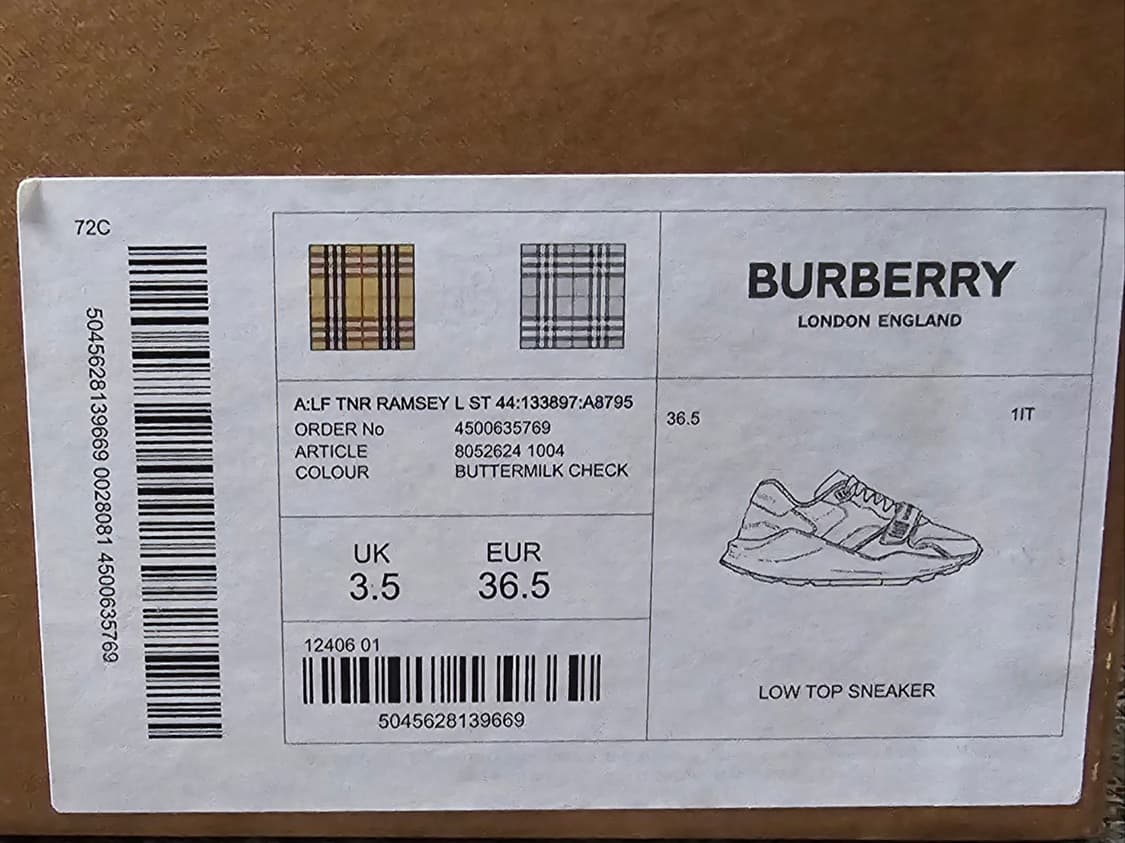 72C
5045628139669 0028081 4500635769
BURBERRY
LONDON ENGLAND
A:LF TNR RAMSEY L ST 44:133897:A8795
ORDER No 4500635769
ARTICLE 8052624 1004
COLOUR BUTTERMILK CHECK
UK EUR
3.5 36.5
12406 01
5045628139669
36.5 1IT
LOW TOP SNEAKER